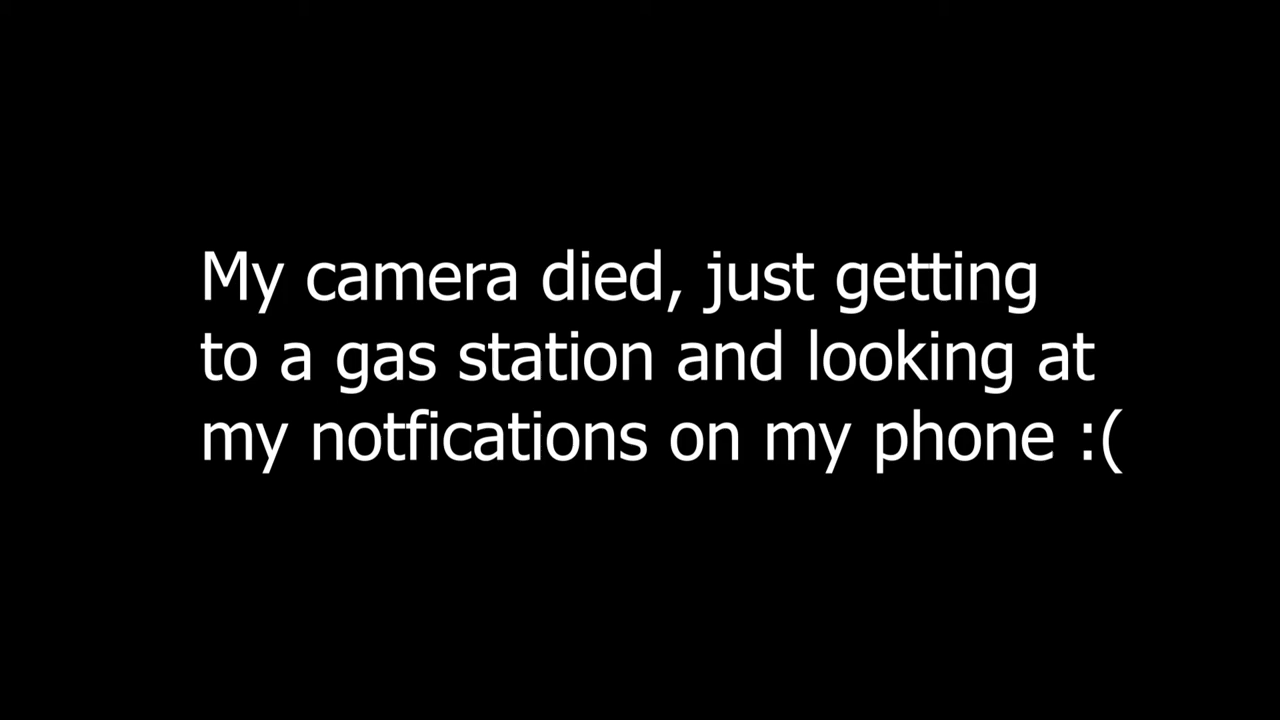 My camera died, just getting
to a gas station and looking at
my notfications on my phone :(